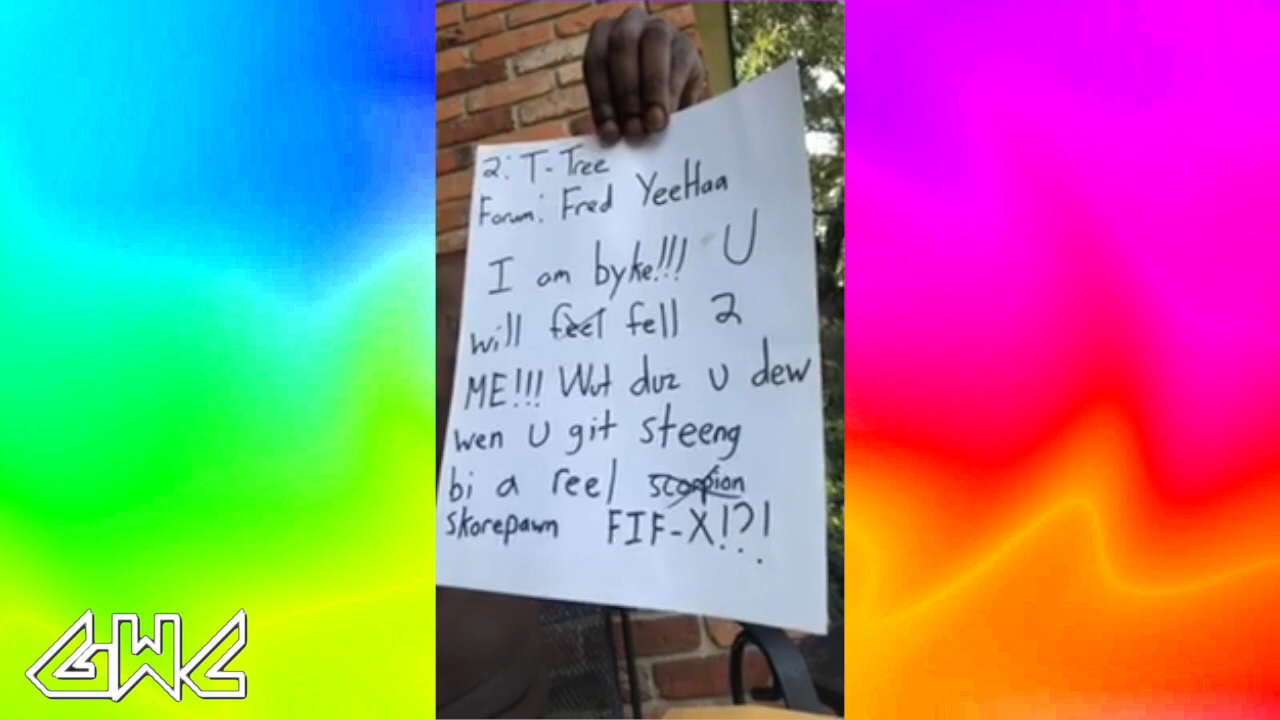 2: T-Tree
Forum: Fred YeeHaa
I am byke!!! U
will feel fell 2
ME!!! Wut duz U dew
wen U git steeng
bi a reel scorpion
skorepawn FIF-X!?!
GWC